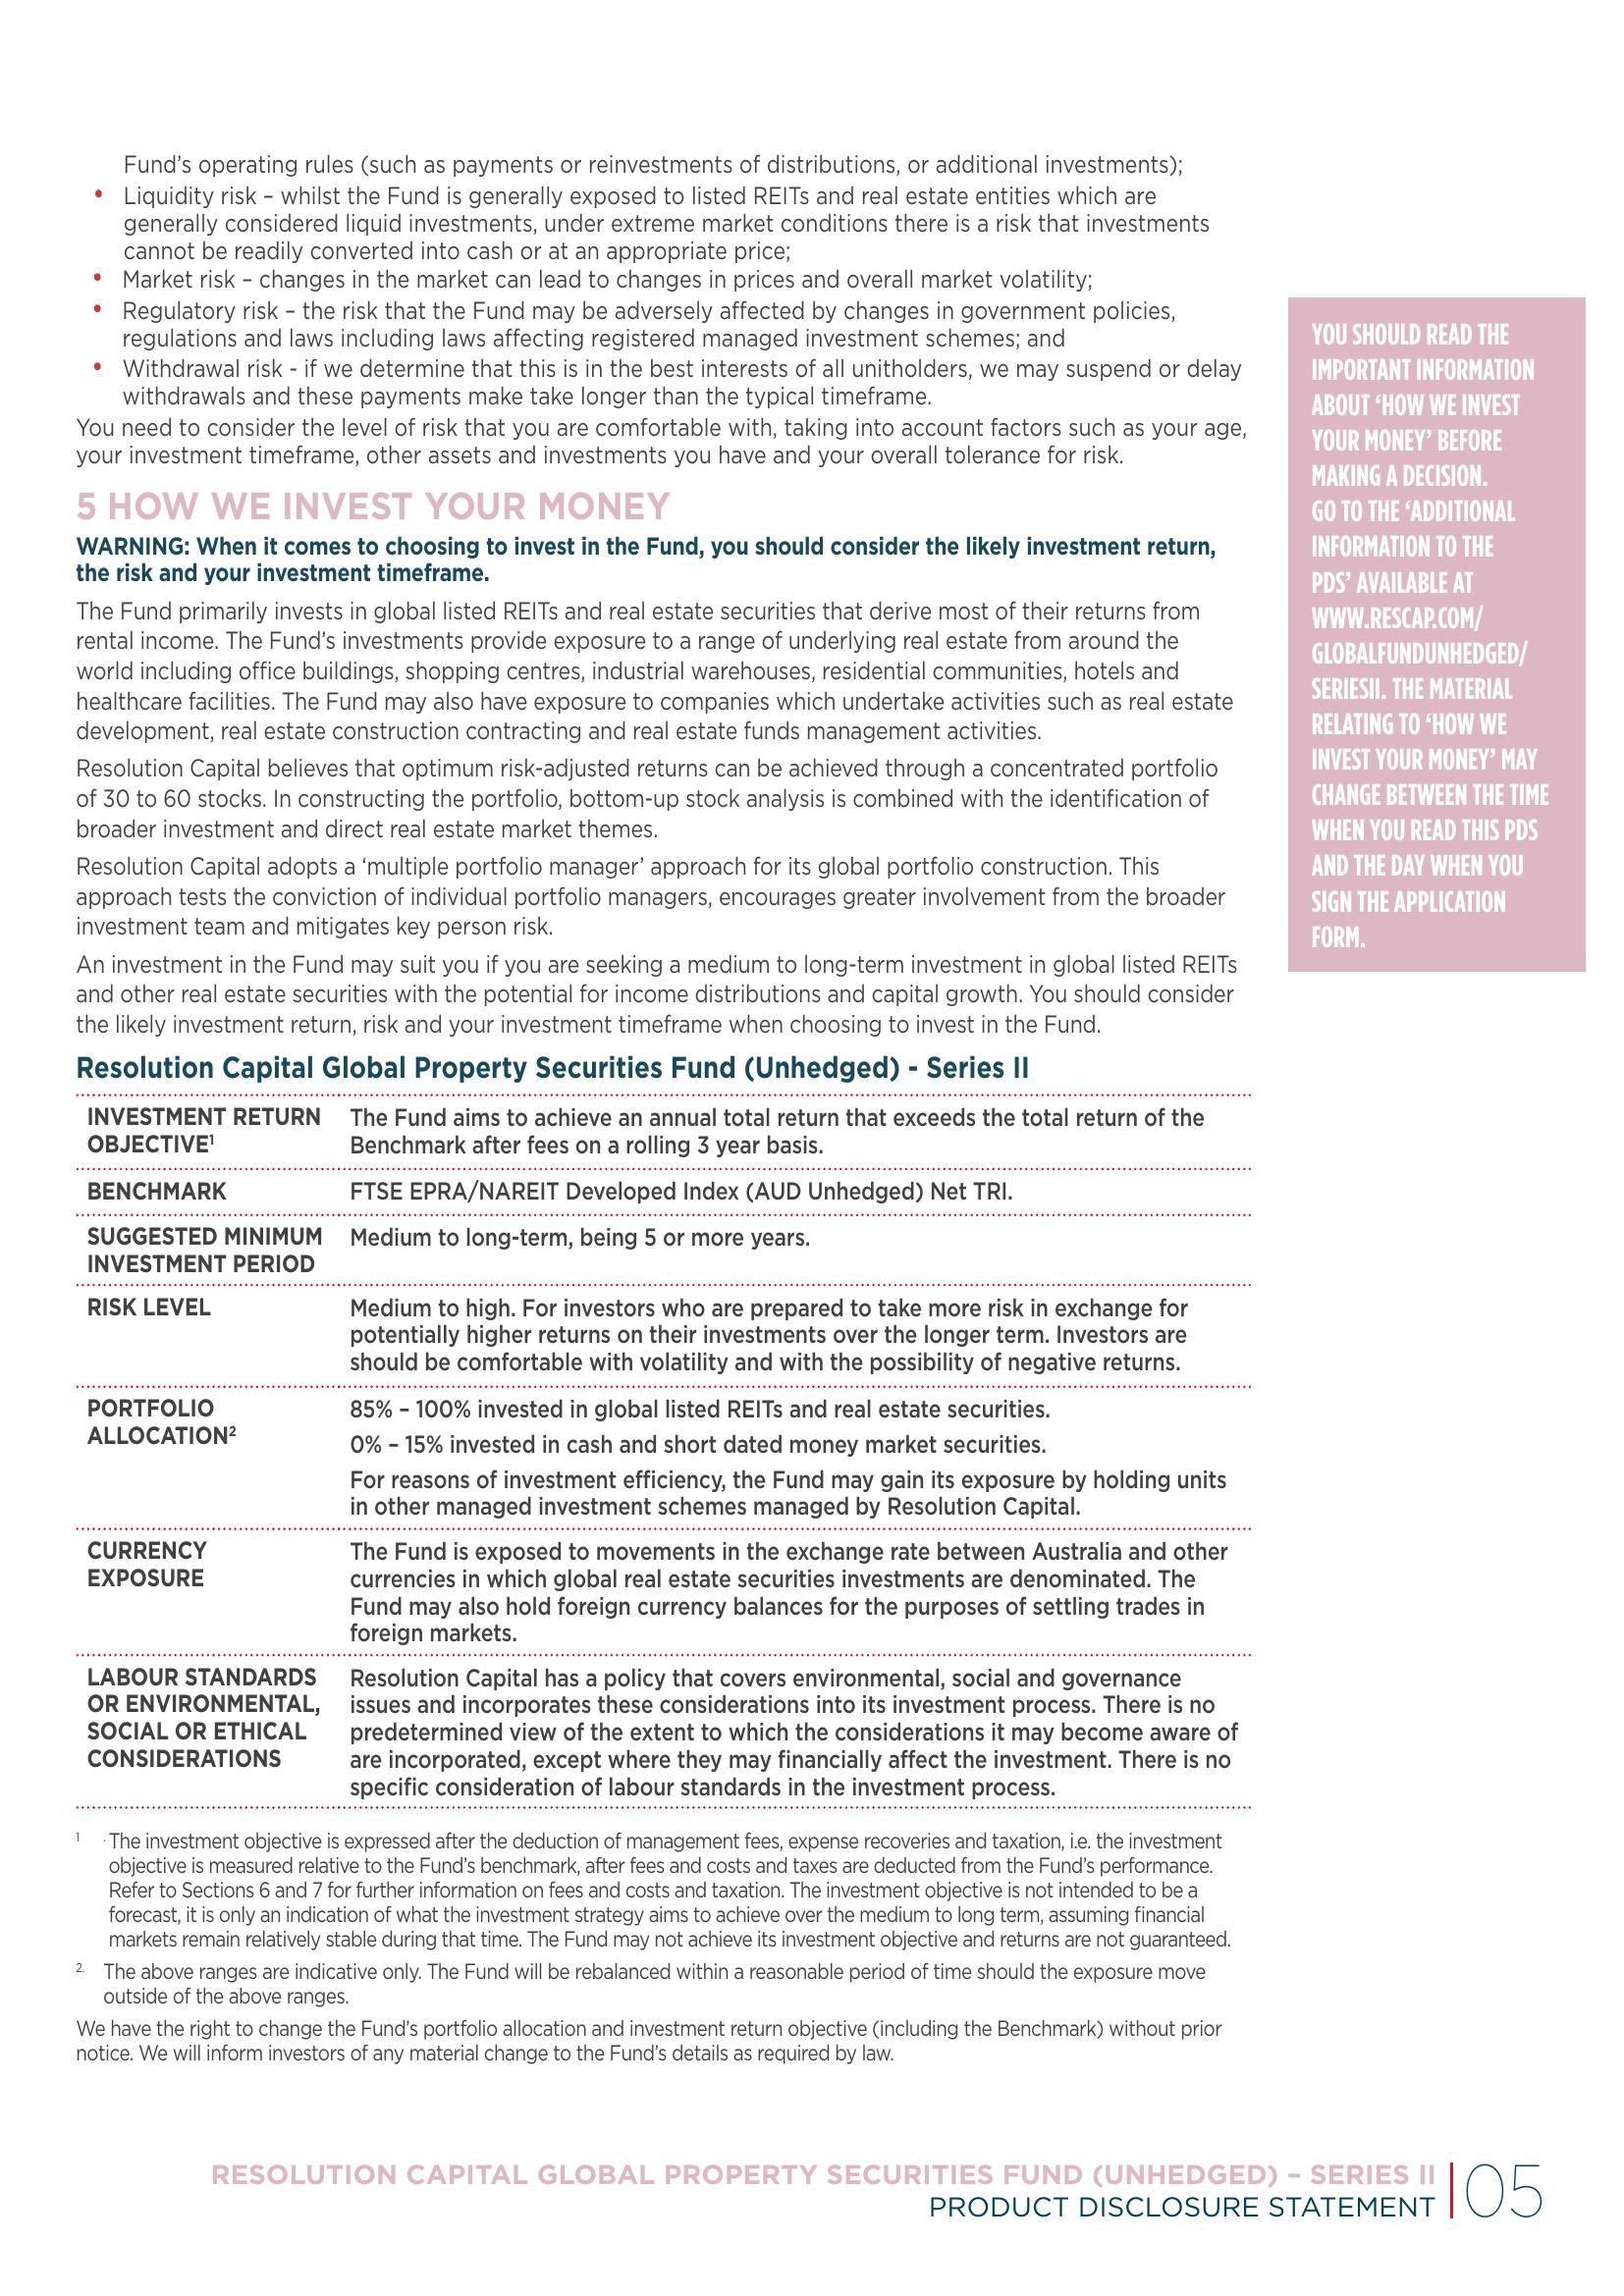 Fund’s operating rules (such as payments or reinvestments of distributions, or additional investments);
• Liquidity risk – whilst the Fund is generally exposed to listed REITs and real estate entities which are
generally considered liquid investments, under extreme market conditions there is a risk that investments
cannot be readily converted into cash or at an appropriate price;
• Market risk – changes in the market can lead to changes in prices and overall market volatility;
• Regulatory risk – the risk that the Fund may be adversely affected by changes in government policies,
regulations and laws including laws affecting registered managed investment schemes; and
• Withdrawal risk - if we determine that this is in the best interests of all unitholders, we may suspend or delay
withdrawals and these payments make take longer than the typical timeframe.
You need to consider the level of risk that you are comfortable with, taking into account factors such as your age,
your investment timeframe, other assets and investments you have and your overall tolerance for risk.
5 HOW WE INVEST YOUR MONEY
WARNING: When it comes to choosing to invest in the Fund, you should consider the likely investment return,
the risk and your investment timeframe.
The Fund primarily invests in global listed REITs and real estate securities that derive most of their returns from
rental income. The Fund’s investments provide exposure to a range of underlying real estate from around the
world including office buildings, shopping centres, industrial warehouses, residential communities, hotels and
healthcare facilities. The Fund may also have exposure to companies which undertake activities such as real estate
development, real estate construction contracting and real estate funds management activities.
Resolution Capital believes that optimum risk-adjusted returns can be achieved through a concentrated portfolio
of 30 to 60 stocks. In constructing the portfolio, bottom-up stock analysis is combined with the identification of
broader investment and direct real estate market themes.
Resolution Capital adopts a ‘multiple portfolio manager’ approach for its global portfolio construction. This
approach tests the conviction of individual portfolio managers, encourages greater involvement from the broader
investment team and mitigates key person risk.
An investment in the Fund may suit you if you are seeking a medium to long-term investment in global listed REITs
and other real estate securities with the potential for income distributions and capital growth. You should consider
the likely investment return, risk and your investment timeframe when choosing to invest in the Fund.
YOU SHOULD READ THE
IMPORTANT INFORMATION
ABOUT ‘HOW WE INVEST
YOUR MONEY’ BEFORE
MAKING A DECISION.
GO TO THE ‘ADDITIONAL
INFORMATION TO THE
PDS’ AVAILABLE AT
WWW.RESCAP.COM/
GLOBALFUNDUNHEDGED/
SERIESII. THE MATERIAL
RELATING TO ‘HOW WE
INVEST YOUR MONEY’ MAY
CHANGE BETWEEN THE TIME
WHEN YOU READ THIS PDS
AND THE DAY WHEN YOU
SIGN THE APPLICATION
FORM.
Resolution Capital Global Property Securities Fund (Unhedged) - Series II
INVESTMENT RETURN
OBJECTIVE¹
The Fund aims to achieve an annual total return that exceeds the total return of the
Benchmark after fees on a rolling 3 year basis.
BENCHMARK
FTSE EPRA/NAREIT Developed Index (AUD Unhedged) Net TRI.
SUGGESTED MINIMUM
INVESTMENT PERIOD
Medium to long-term, being 5 or more years.
RISK LEVEL
Medium to high. For investors who are prepared to take more risk in exchange for
potentially higher returns on their investments over the longer term. Investors are
should be comfortable with volatility and with the possibility of negative returns.
PORTFOLIO
ALLOCATION²
85% – 100% invested in global listed REITs and real estate securities.
0% – 15% invested in cash and short dated money market securities.
For reasons of investment efficiency, the Fund may gain its exposure by holding units
in other managed investment schemes managed by Resolution Capital.
CURRENCY
EXPOSURE
The Fund is exposed to movements in the exchange rate between Australia and other
currencies in which global real estate securities investments are denominated. The
Fund may also hold foreign currency balances for the purposes of settling trades in
foreign markets.
LABOUR STANDARDS
OR ENVIRONMENTAL,
SOCIAL OR ETHICAL
CONSIDERATIONS
Resolution Capital has a policy that covers environmental, social and governance
issues and incorporates these considerations into its investment process. There is no
predetermined view of the extent to which the considerations it may become aware of
are incorporated, except where they may financially affect the investment. There is no
specific consideration of labour standards in the investment process.
1 The investment objective is expressed after the deduction of management fees, expense recoveries and taxation, i.e. the investment
objective is measured relative to the Fund’s benchmark, after fees and costs and taxes are deducted from the Fund’s performance.
Refer to Sections 6 and 7 for further information on fees and costs and taxation. The investment objective is not intended to be a
forecast, it is only an indication of what the investment strategy aims to achieve over the medium to long term, assuming financial
markets remain relatively stable during that time. The Fund may not achieve its investment objective and returns are not guaranteed.
2. The above ranges are indicative only. The Fund will be rebalanced within a reasonable period of time should the exposure move
outside of the above ranges.
We have the right to change the Fund’s portfolio allocation and investment return objective (including the Benchmark) without prior
notice. We will inform investors of any material change to the Fund’s details as required by law.
RESOLUTION CAPITAL GLOBAL PROPERTY SECURITIES FUND (UNHEDGED) – SERIES II
PRODUCT DISCLOSURE STATEMENT
05